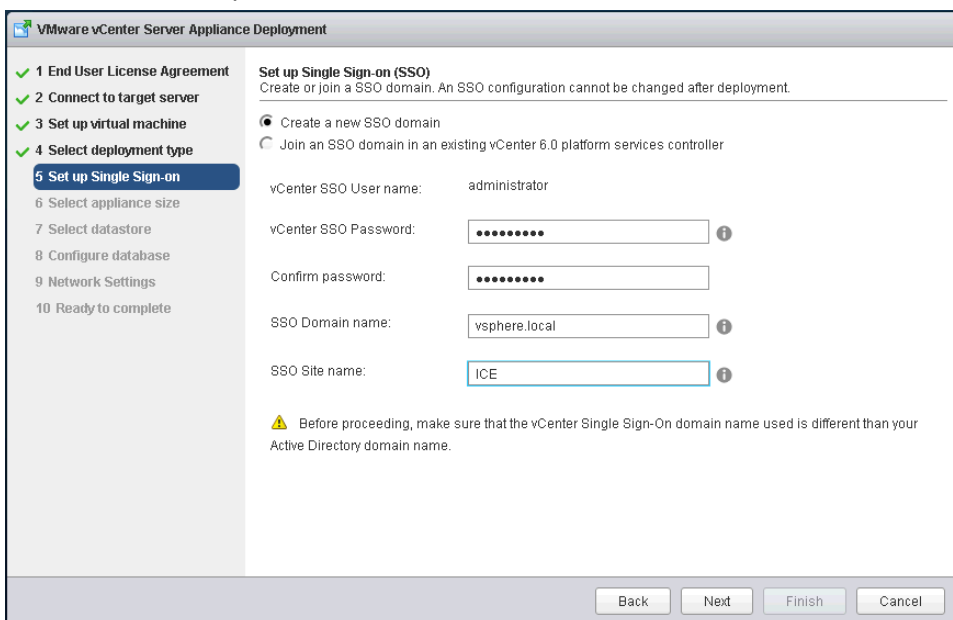 VMware vCenter Server Appliance Deployment
1 End User License Agreement
2 Connect to target server
3 Set up virtual machine
4 Select deployment type
5 Set up Single Sign-on
6 Select appliance size
7 Select datastore
8 Configure database
9 Network Settings
10 Ready to complete
Set up Single Sign-on (SSO)
Create or join a SSO domain. An SSO configuration cannot be changed after deployment.
Create a new SSO domain
Join an SSO domain in an existing vCenter 6.0 platform services controller
vCenter SSO User name: administrator
vCenter SSO Password: •••••••••
Confirm password: •••••••••
SSO Domain name: vsphere.local
SSO Site name: ICE
Before proceeding, make sure that the vCenter Single Sign-On domain name used is different than your
Active Directory domain name.
Back Next Finish Cancel